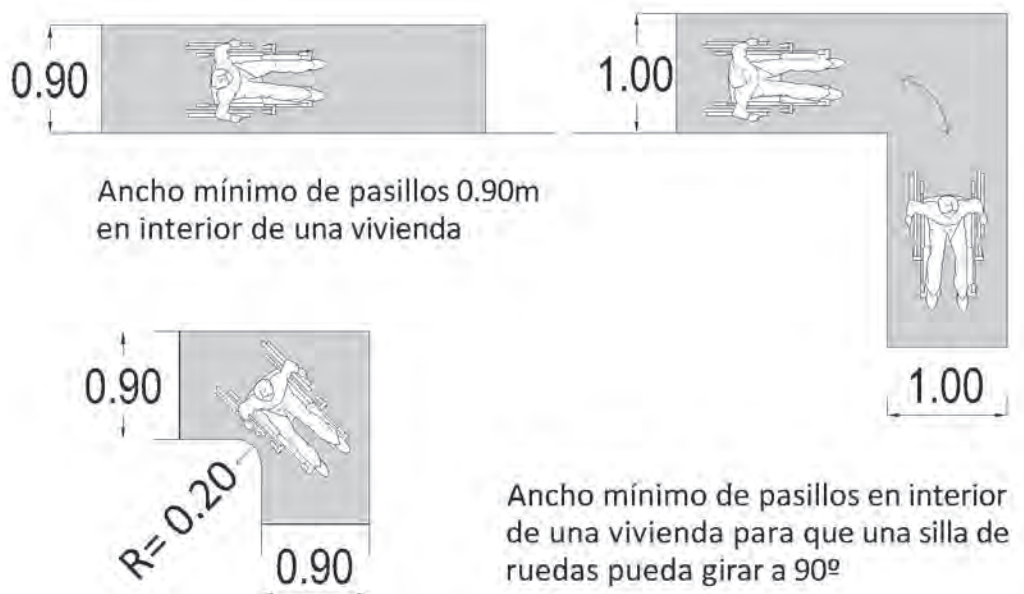 0.90
1.00
Ancho mínimo de pasillos 0.90m
en interior de una vivienda
0.90
1.00
R= 0.20
0.90
Ancho mínimo de pasillos en interior
de una vivienda para que una silla de
ruedas pueda girar a 90º